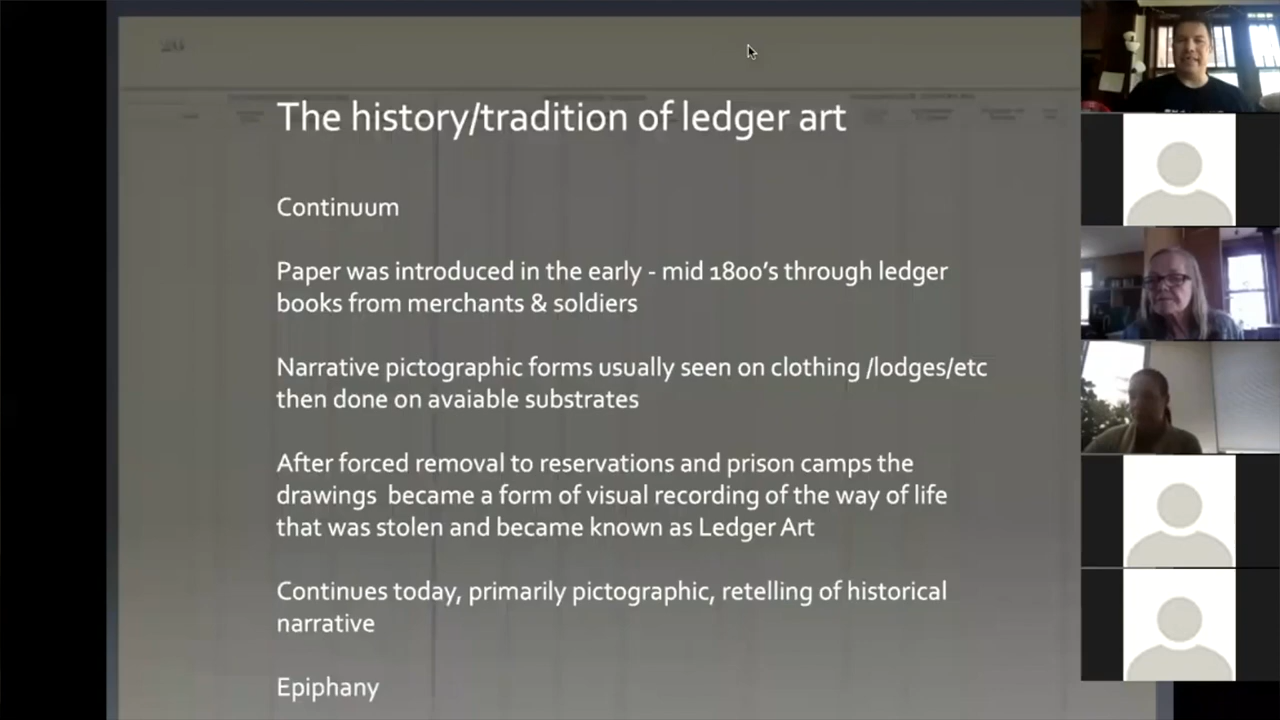 The history/tradition of ledger art
Continuum
Paper was introduced in the early - mid 1800's through ledger
books from merchants & soldiers
Narrative pictographic forms usually seen on clothing /lodges/etc
then done on avaiable substrates
After forced removal to reservations and prison camps the
drawings became a form of visual recording of the way of life
that was stolen and became known as Ledger Art
Continues today, primarily pictographic, retelling of historical
narrative
Epiphany